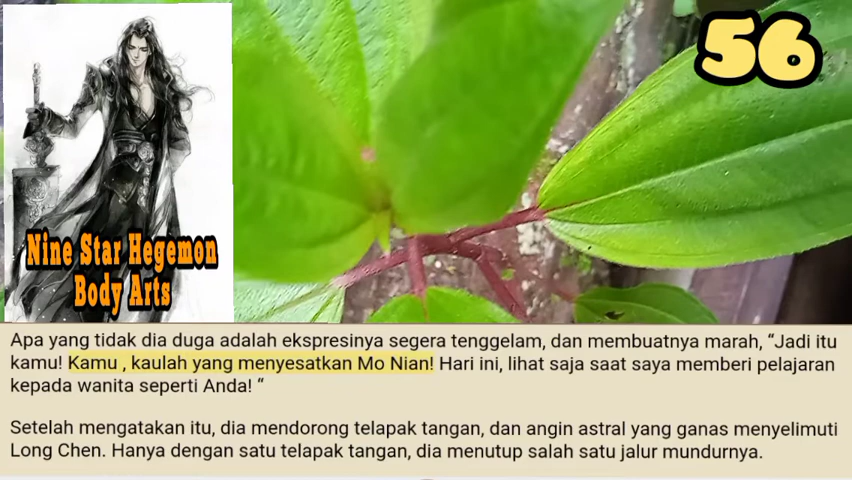 56
Nine Star Hegemon
Body Arts
Apa yang tidak dia duga adalah ekspresinya segera tenggelam, dan membuatnya marah, “Jadi itu
kamu! Kamu , kaulah yang menyesatkan Mo Nian! Hari ini, lihat saja saat saya memberi pelajaran
kepada wanita seperti Anda! “
Setelah mengatakan itu, dia mendorong telapak tangan, dan angin astral yang ganas menyelimuti
Long Chen. Hanya dengan satu telapak tangan, dia menutup salah satu jalur mundurnya.